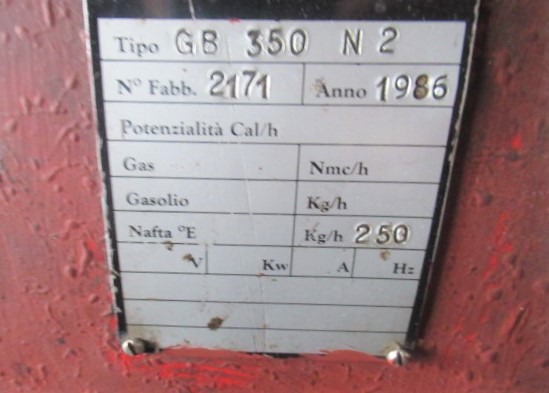 Tipo GB 350 N 2
N° Fabb. 2171 Anno 1986
Potenzialità Cal/h
Gas Nmc/h
Gasolio Kg/h
Nafta °E Kg/h 250
V Kw A Hz